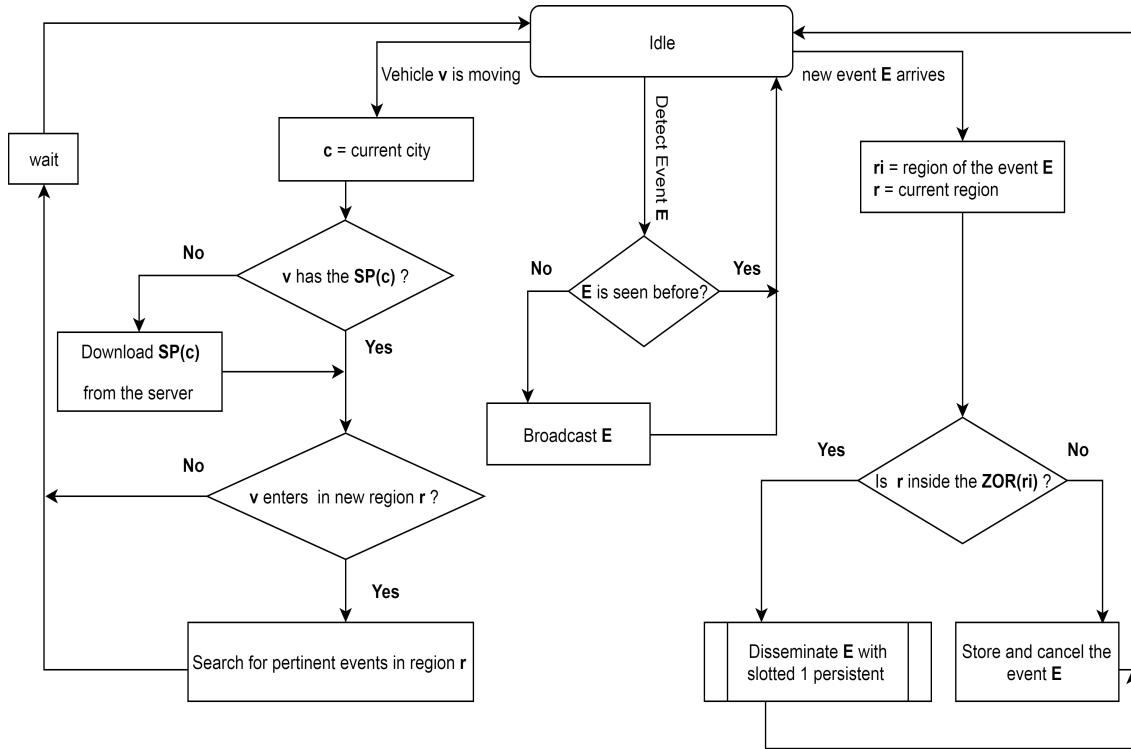 Idle
Vehicle v is moving
new event E arrives
Detect Event E
wait
c = current city
ri = region of the event E
r = current region
No
v has the SP(c) ?
Yes
No
E is seen before?
Yes
Download SP(c)
from the server
Broadcast E
No
v enters in new region r ?
Yes
Yes
No
Is r inside the ZOR(ri) ?
Search for pertinent events in region r
Disseminate E with
slotted 1 persistent
Store and cancel the
event E